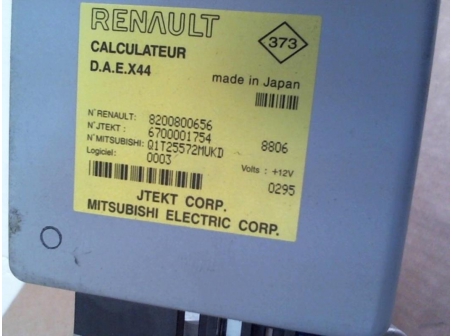 RENAULT
373
CALCULATEUR
D.A.E.X44
made in Japan
N°RENAULT: 8200800656
N°JTEKT: 6700001754
N°MITSUBISHI: Q1T25572MUKD 8806
Logiciel: 0003 Volts: +12V
0295
JTEKT CORP.
MITSUBISHI ELECTRIC CORP.